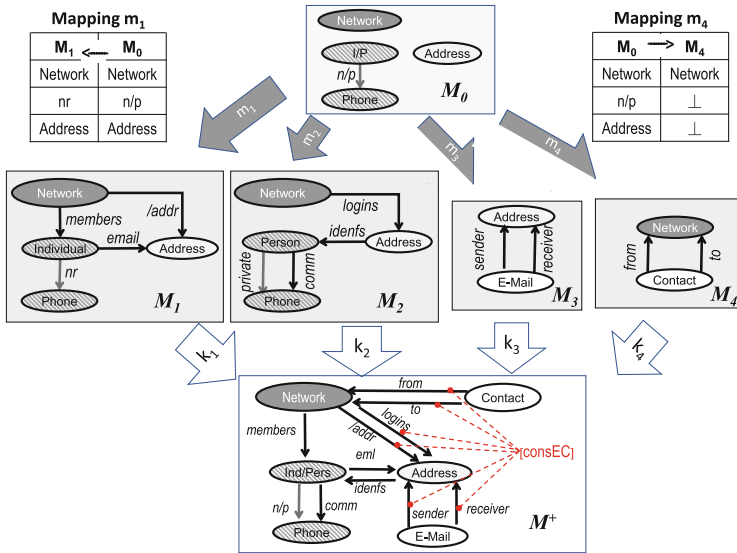 Mapping m1
M1 <--- M0
Network Network
nr n/p
Address Address
Network
I/P
Address
n/p
Phone
M0
Mapping m4
M0 ---> M4
Network Network
n/p ⊥
Address ⊥
m1
m2
m3
m4
Network
members
/addr
Individual
email
Address
nr
Phone
M1
Network
logins
Person
idenfs
Address
private
comm
Phone
M2
Address
sender
receiver
E-Mail
M3
Network
from
to
Contact
M4
k1
k2
k3
k4
Network
from
Contact
to
members
logins
/addr
eml
[consEC]
Ind/Pers
Address
idenfs
n/p
comm
sender
receiver
Phone
E-Mail
M+